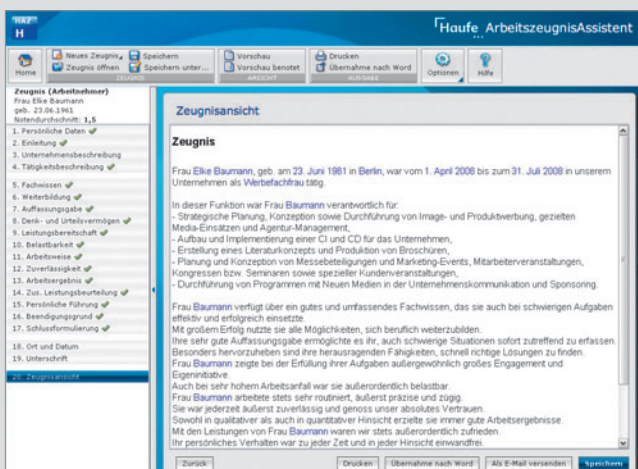 HAZ
H
Haufe ArbeitszeugnisAssistent
Home
Neues Zeugnis
Speichern
Zeugnis öffnen
Speichern unter...
ZEUGNIS
Vorschau
Vorschau benotet
ANSICHT
Drucken
Übernahme nach Word
AUSGABE
Optionen
Hilfe
Zeugnis (Arbeitnehmer)
Frau Elke Baumann
geb. 23.06.1961
Notendurchschnitt: 1,5
1. Persönliche Daten
2. Einleitung
3. Unternehmensbeschreibung
4. Tätigkeitsbeschreibung
5. Fachwissen
6. Weiterbildung
7. Auffassungsgabe
8. Denk- und Urteilsvermögen
9. Leistungsbereitschaft
10. Belastbarkeit
11. Arbeitsweise
12. Zuverlässigkeit
13. Arbeitsergebnis
14. Zus. Leistungsbeurteilung
15. Persönliche Führung
16. Beendigungsgrund
17. Schlussformulierung
18. Ort und Datum
19. Unterschrift
20. Zeugnisansicht
Zeugnisansicht
Zeugnis
Frau Elke Baumann, geb. am 23. Juni 1961 in Berlin, war vom 1. April 2006 bis zum 31. Juli 2008 in unserem
Unternehmen als Werbefachfrau tätig.
In dieser Funktion war Frau Baumann verantwortlich für:
- Strategische Planung, Konzeption sowie Durchführung von Image- und Produktwerbung, gezielten
Media-Einsätzen und Agentur-Management,
- Aufbau und Implementierung einer CI und CD für das Unternehmen,
- Erstellung eines Literaturkonzepts und Produktion von Broschüren,
- Planung und Konzeption von Messebeteiligungen und Marketing-Events, Mitarbeiterveranstaltungen,
Kongressen bzw. Seminaren sowie spezieller Kundenveranstaltungen,
- Durchführung von Programmen mit Neuen Medien in der Unternehmenskommunikation und Sponsoring.
Frau Baumann verfügt über ein gutes und umfassendes Fachwissen, das sie auch bei schwierigen Aufgaben
effektiv und erfolgreich einsetzte.
Mit großem Erfolg nutzte sie alle Möglichkeiten, sich beruflich weiterzubilden.
Ihre sehr gute Auffassungsgabe ermöglichte es ihr, auch schwierige Situationen sofort zutreffend zu erfassen.
Besonders hervorzuheben sind ihre herausragenden Fähigkeiten, schnell richtige Lösungen zu finden.
Frau Baumann zeigte bei der Erfüllung ihrer Aufgaben außergewöhnlich großes Engagement und
Eigeninitiative.
Auch bei sehr hohem Arbeitsanfall war sie außerordentlich belastbar.
Frau Baumann arbeitete stets sehr routiniert, äußerst präzise und zügig.
Sie war jederzeit äußerst zuverlässig und genoss unser absolutes Vertrauen.
Sowohl in qualitativer als auch in quantitativer Hinsicht erzielte sie immer gute Arbeitsergebnisse.
Mit den Leistungen von Frau Baumann waren wir stets außerordentlich zufrieden.
Ihr persönliches Verhalten war zu jeder Zeit und in jeder Hinsicht einwandfrei.
Zurück
Drucken
Übernahme nach Word
Als E-Mail versenden
Speichern